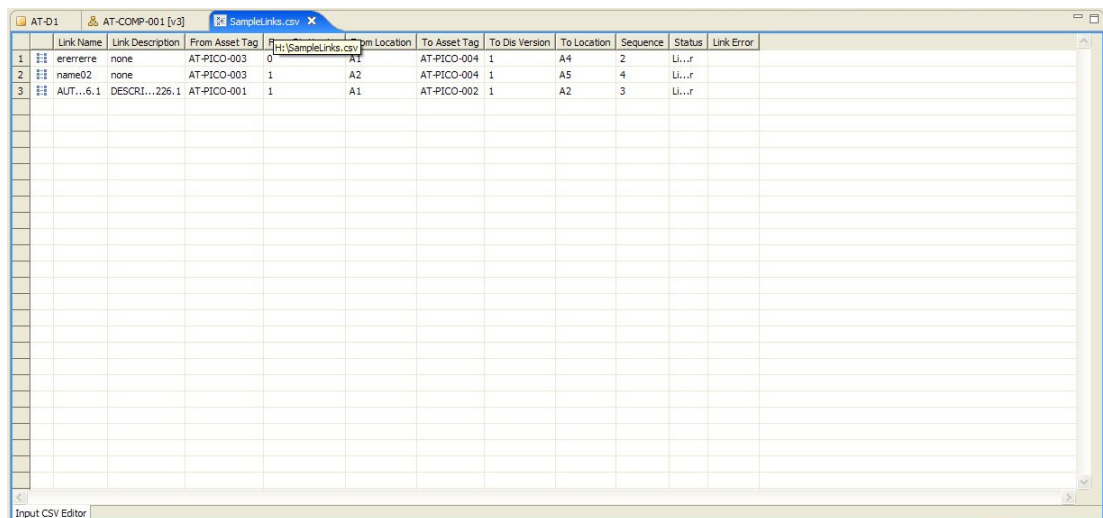 AT-D1 AT-COMP-001 [v3] SampleLinks.csv
Link Name Link Description From Asset Tag om Location To Asset Tag To Dis Version To Location Sequence Status Link Error
H:\SampleLinks.csv
1 erererrerre none AT-PICO-003 0 A1 AT-PICO-004 1 A4 2 Li...r
2 name02 none AT-PICO-003 1 A2 AT-PICO-004 1 A5 4 Li...r
3 AUT...6.1 DESCRI...226.1 AT-PICO-001 1 A1 AT-PICO-002 1 A2 3 Li...r
Input CSV Editor